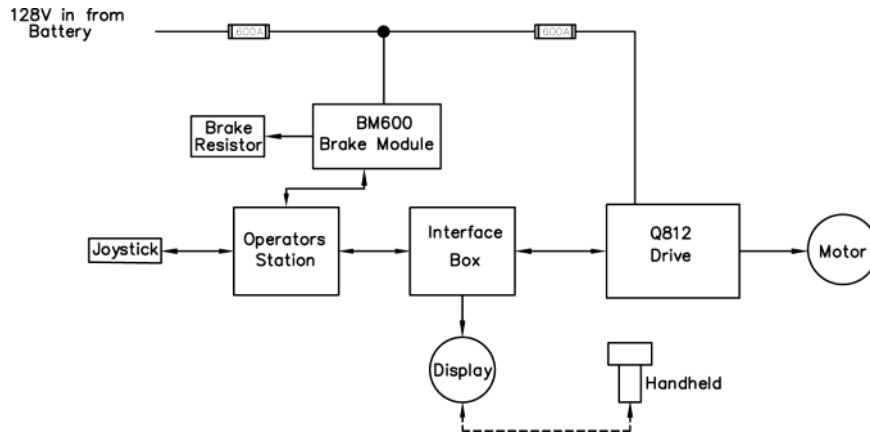 128V in from
Battery
600A
600A
BM600
Brake Module
Brake
Resistor
Joystick
Operators
Station
Interface
Box
Q812
Drive
Motor
Display
Handheld